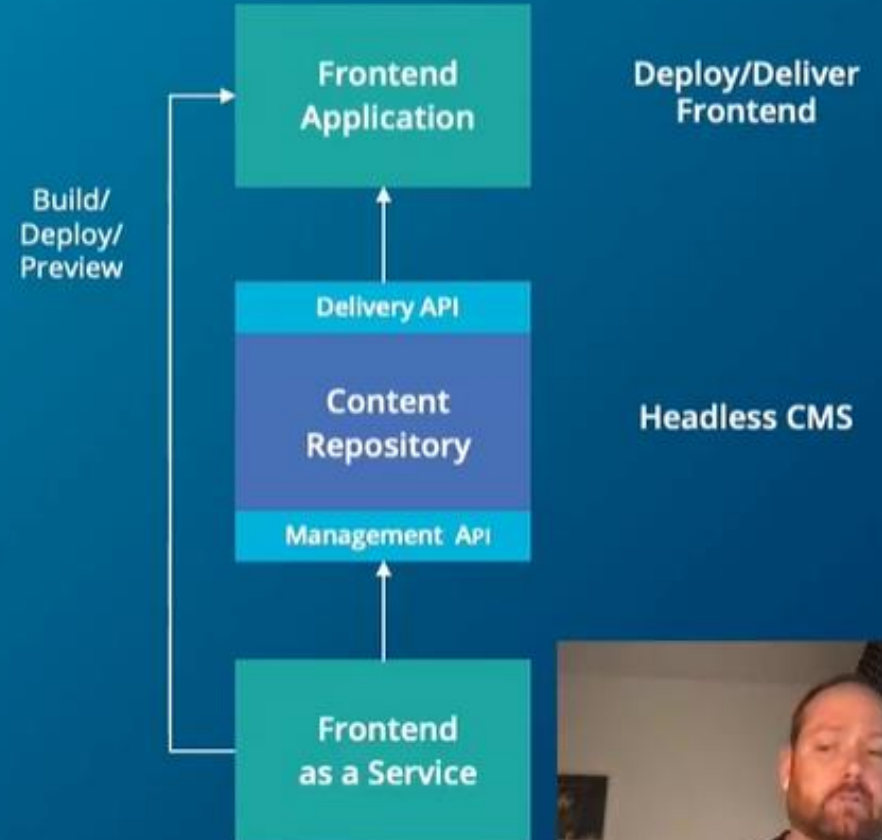 Frontend
Application
Deploy/Deliver
Frontend
Build/
Deploy/
Preview
Delivery API
Content
Repository
Headless CMS
Management API
Frontend
as a Service